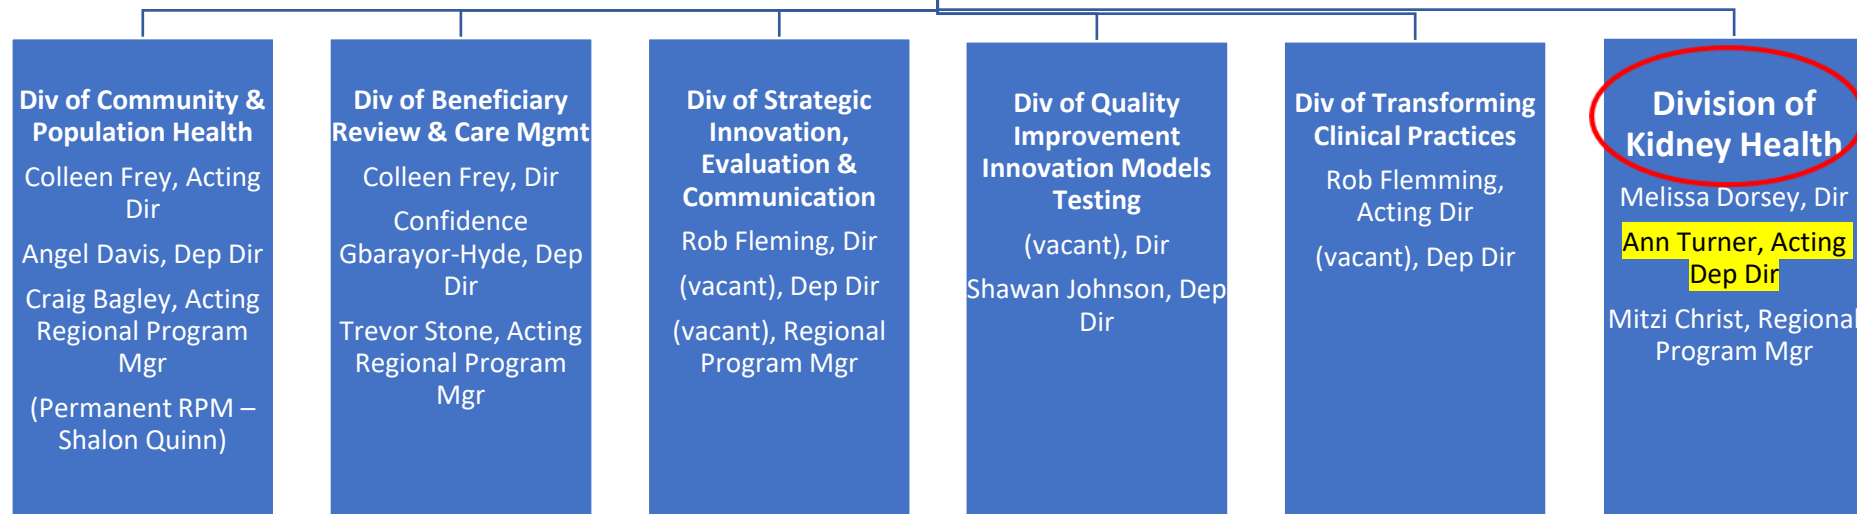 Div of Community &
Population Health
Colleen Frey, Acting
Dir
Angel Davis, Dep Dir
Craig Bagley, Acting
Regional Program
Mgr
(Permanent RPM –
Shalon Quinn)
Div of Beneficiary
Review & Care Mgmt
Colleen Frey, Dir
Confidence
Gbarayor-Hyde, Dep
Dir
Trevor Stone, Acting
Regional Program
Mgr
Div of Strategic
Innovation,
Evaluation &
Communication
Rob Fleming, Dir
(vacant), Dep Dir
(vacant), Regional
Program Mgr
Div of Quality
Improvement
Innovation Models
Testing
(vacant), Dir
Shawan Johnson, Dep
Dir
Div of Transforming
Clinical Practices
Rob Flemming,
Acting Dir
(vacant), Dep Dir
Division of
Kidney Health
Melissa Dorsey, Dir
Ann Turner, Acting
Dep Dir
Mitzi Christ, Regional
Program Mgr